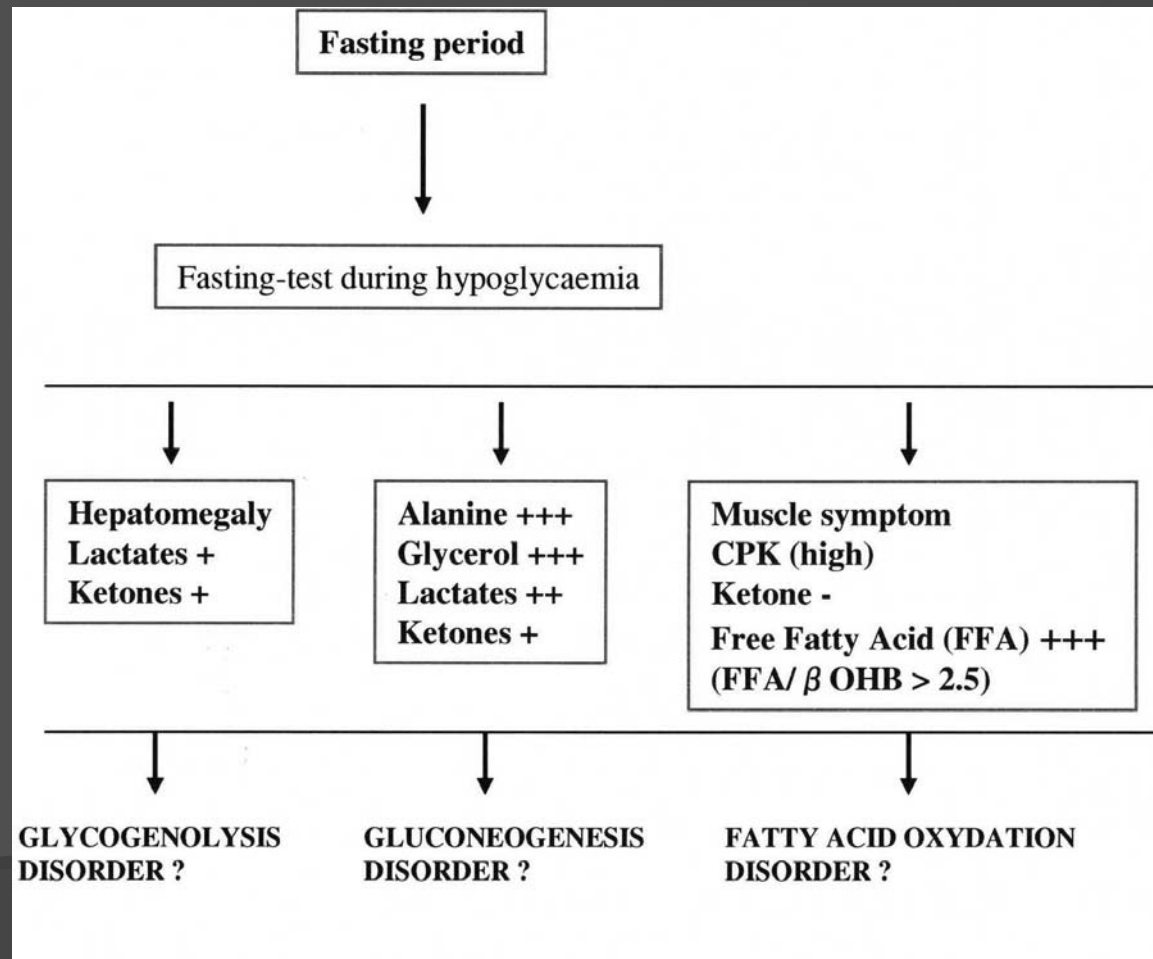 Fasting period
Fasting-test during hypoglycaemia
Hepatomegaly
Lactates +
Ketones +
Alanine +++
Glycerol +++
Lactates ++
Ketones +
Muscle symptom
CPK (high)
Ketone -
Free Fatty Acid (FFA) +++
(FFA/ β OHB > 2.5)
GLYCOGENOLYSIS
DISORDER ?
GLUCONEOGENESIS
DISORDER ?
FATTY ACID OXYDATION
DISORDER ?